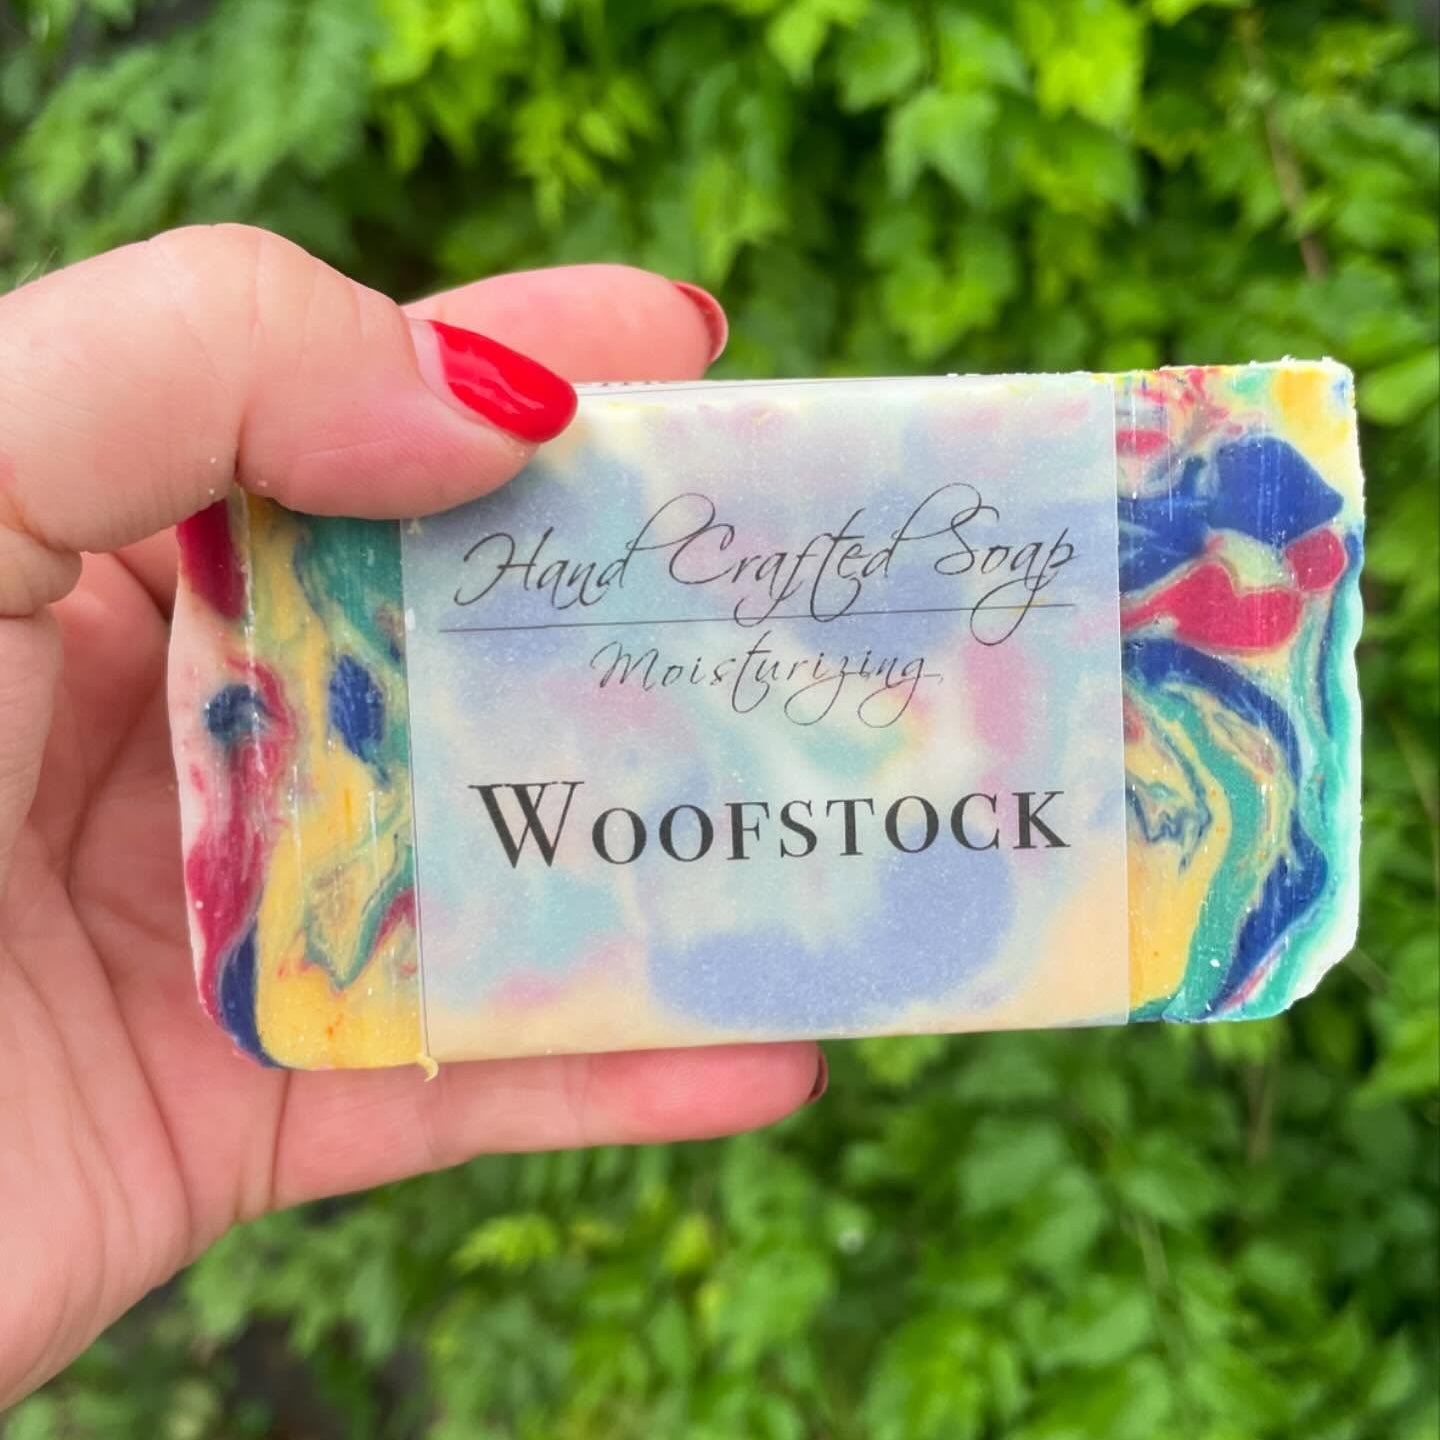 Hand Crafted Soap
Moisturizing
WOOFSTOCK